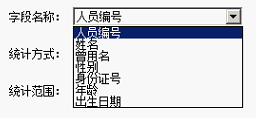 字段名称： 人员编号
人员编号
姓名
统计方式： 曾用名
性别
身份证号
统计范围： 年龄
出生日期